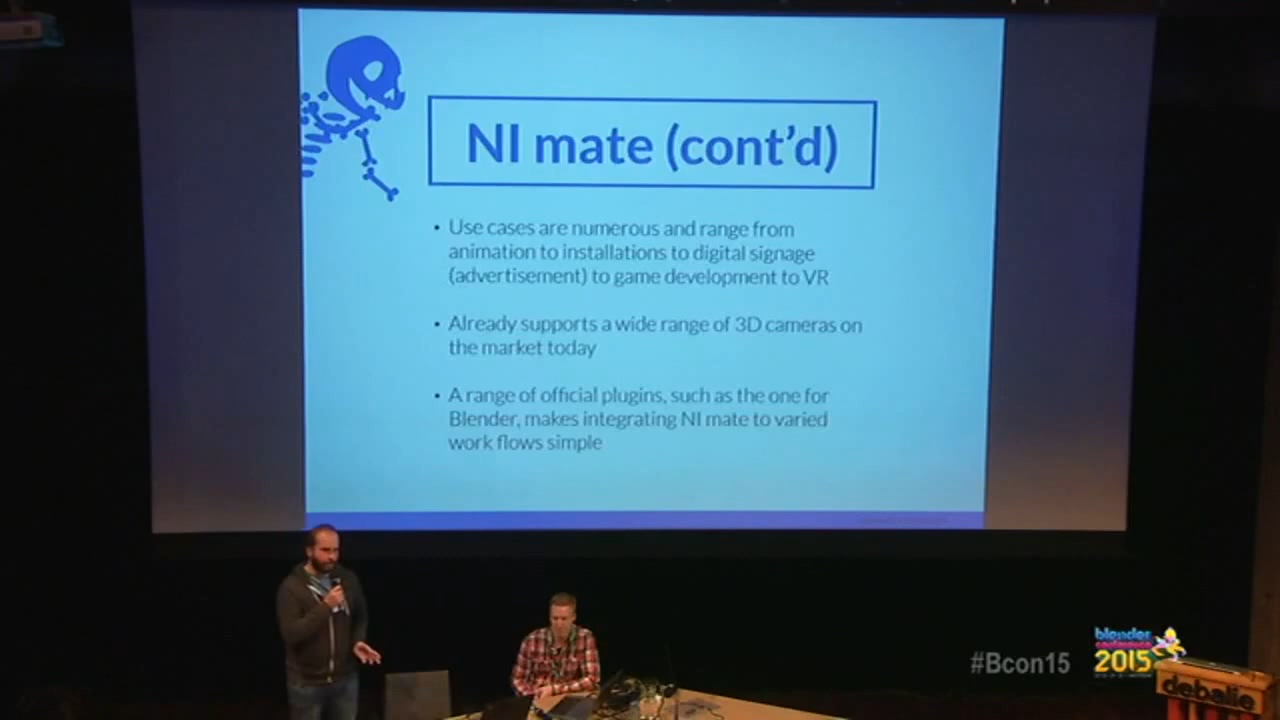 NI mate (cont'd)
• Use cases are numerous and range from
animation to installations to digital signage
(advertisement) to game development to VR
• Already supports a wide range of 3D cameras on
the market today
• A range of official plugins, such as the one for
Blender, makes integrating NI mate to varied
work flows simple
#Bcon15
blender
conference
2015
debalie